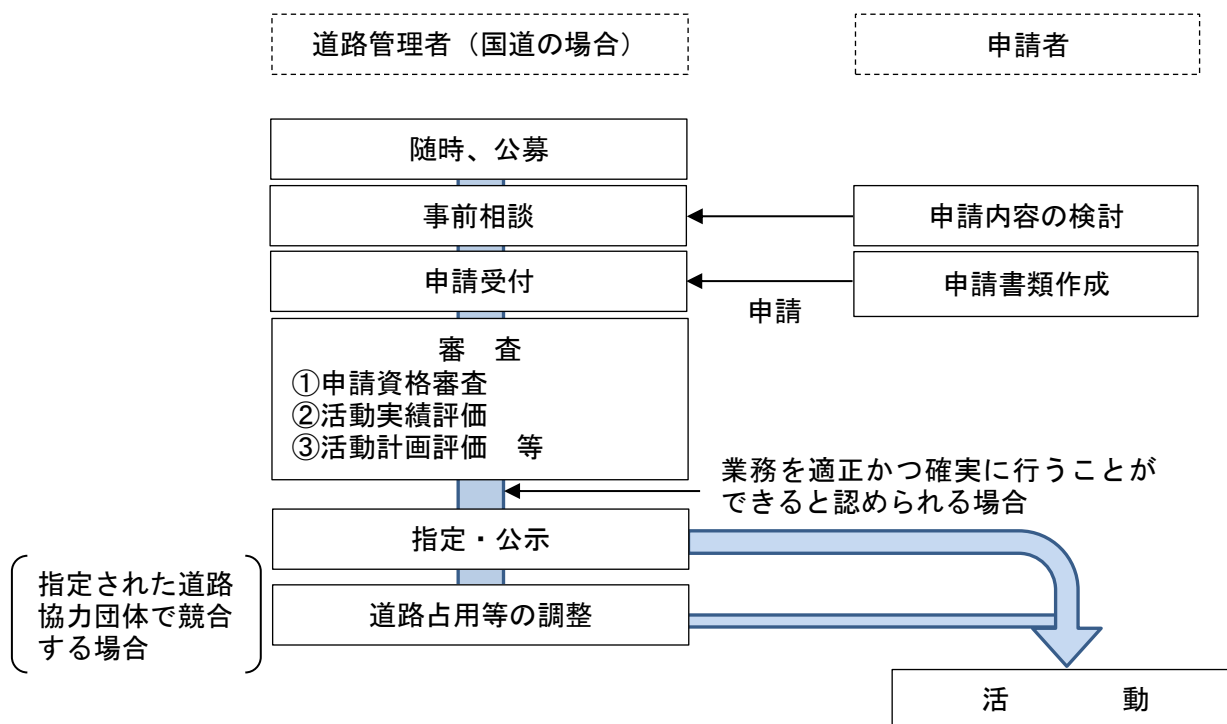 道路管理者（国道の場合）
申請者
随時、公募
事前相談
申請内容の検討
申請受付
申請書類作成
申請
審　査
①申請資格審査
②活動実績評価
③活動計画評価　等
業務を適正かつ確実に行うことが
できると認められる場合
指定・公示
指定された道路
協力団体で競合
する場合
道路占用等の調整
活　　　動